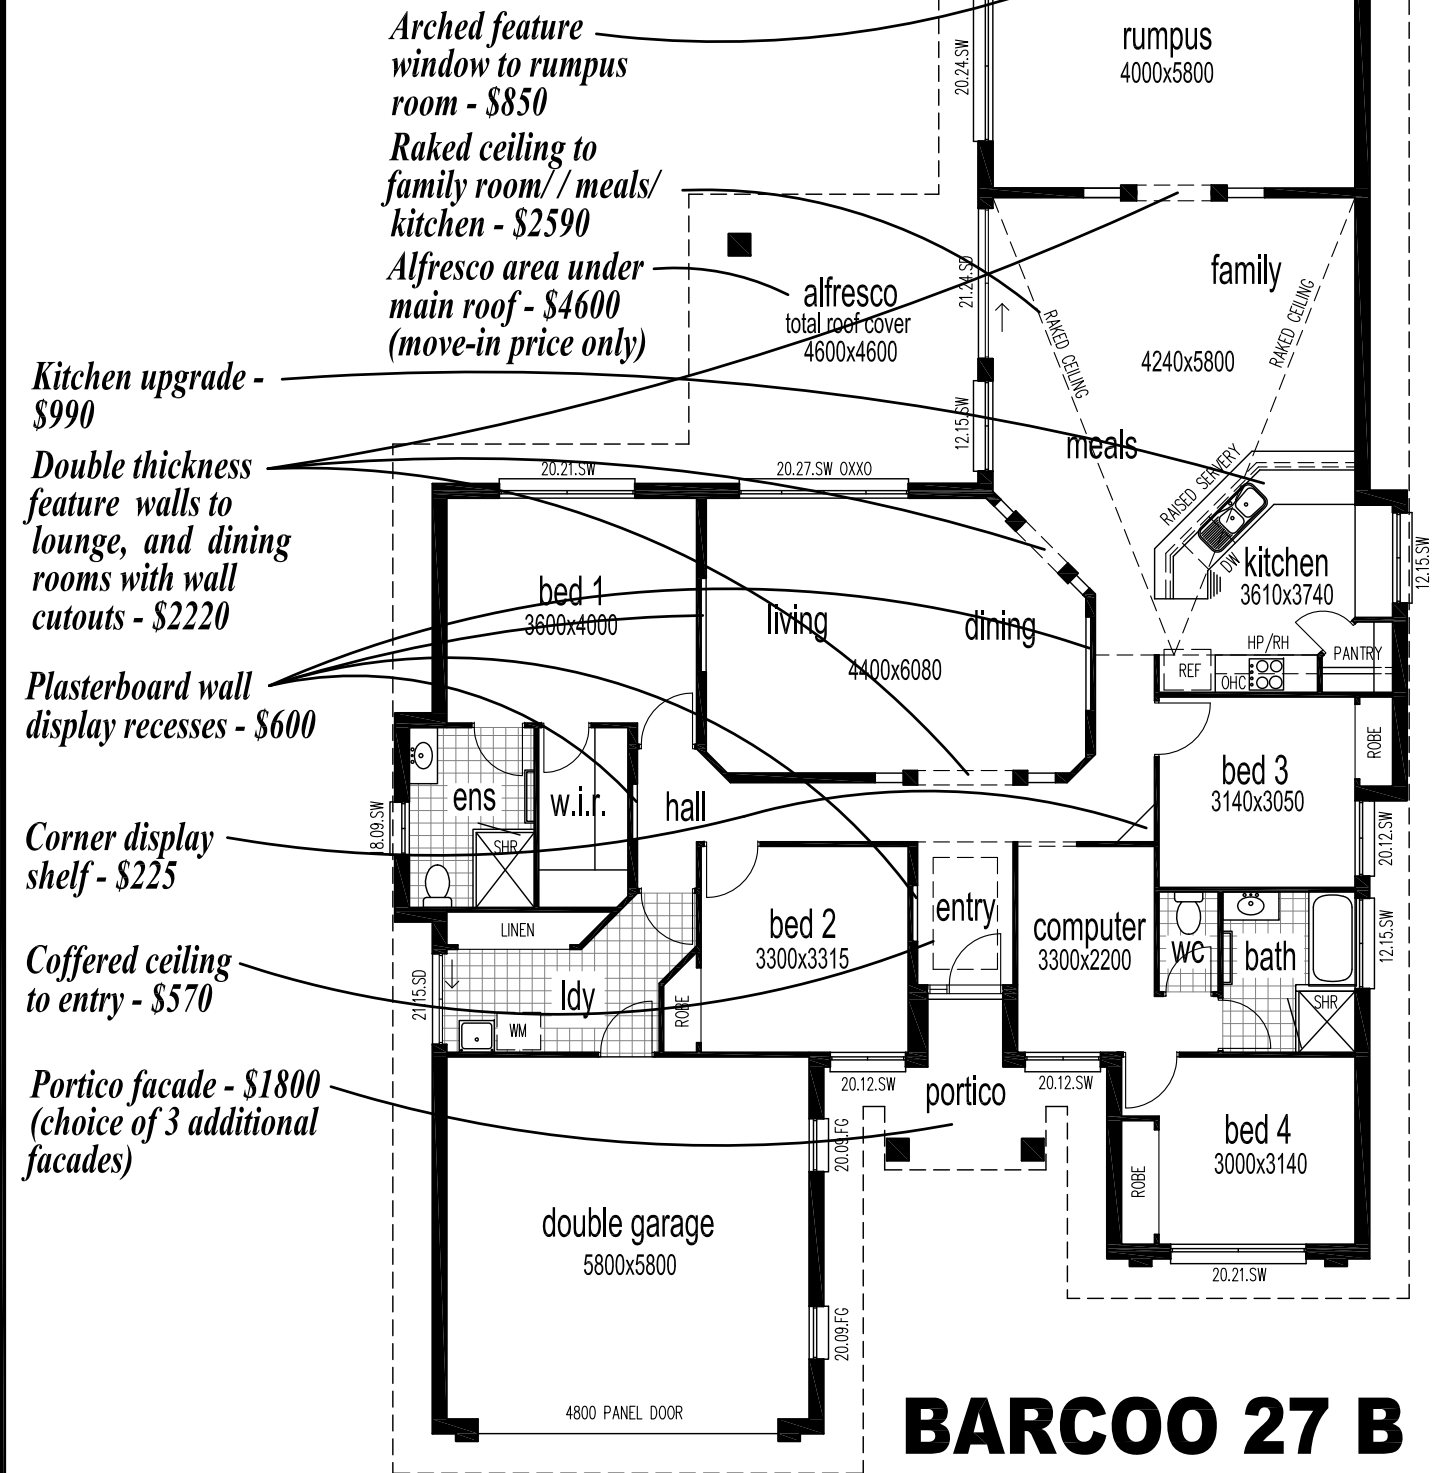 Arched feature
window to rumpus
room - $850
Raked ceiling to
family room/ / meals/
kitchen - $2590
Alfresco area under
main roof - $4600
(move-in price only)
Kitchen upgrade -
$990
Double thickness
feature walls to
lounge, and dining
rooms with wall
cutouts - $2220
Plasterboard wall
display recesses - $600
Corner display
shelf - $225
Coffered ceiling
to entry - $570
Portico facade - $1800
(choice of 3 additional
facades)
rumpus
4000x5800
20.24.SW
alfresco
total roof cover
4600x4600
21.24.SD
family
4240x5800
RAKED CEILING
RAKED CEILING
12.15.SW
meals
RAISED SERVERY
20.21.SW
20.27.SW OXXO
DW
kitchen
3610x3740
12.15.SW
HP/RH
PANTRY
REF
OHC
bed 1
3600x4000
living
dining
4400x6080
ROBE
bed 3
3140x3050
20.12.SW
ens
w.i.r.
hall
8.09.SW
SHR
LINEN
bed 2
3300x3315
entry
computer
3300x2200
wc
bath
12.15.SW
SHR
2115.SD
ldy
WM
ROBE
20.12.SW
portico
20.12.SW
20.09.FG
bed 4
3000x3140
ROBE
20.21.SW
double garage
5800x5800
20.09.FG
4800 PANEL DOOR
BARCOO 27 B